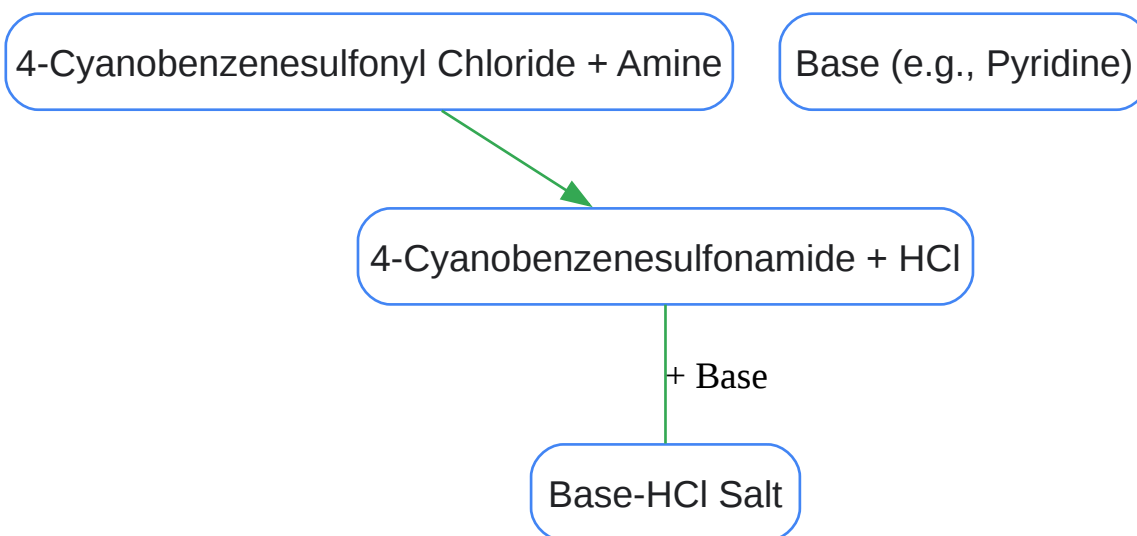 4-Cyanobenzenesulfonyl Chloride + Amine
Base (e.g., Pyridine)
4-Cyanobenzenesulfonamide + HCl
+ Base
Base-HCl Salt